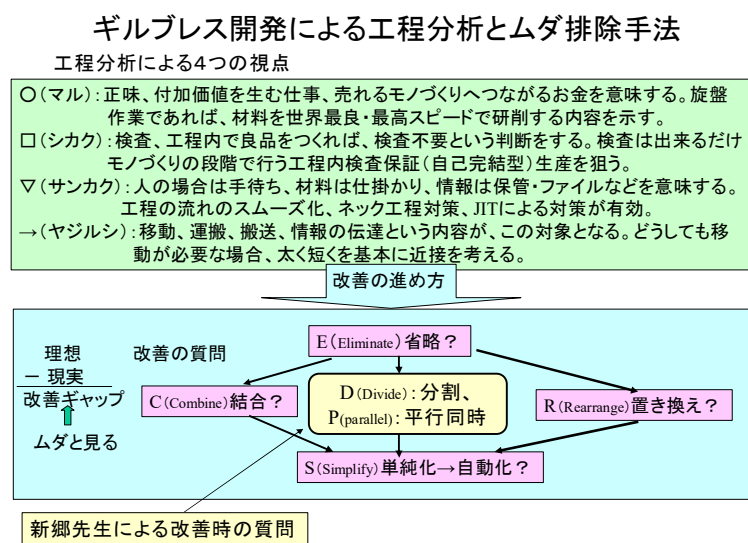 ギルブレス開発による工程分析とムダ排除手法
工程分析による4つの視点
○(マル):正味、付加価値を生む仕事、売れるモノづくりへつながるお金を意味する。旋盤
作業であれば、材料を世界最良・最高スピードで研削する内容を示す。
□(シカク):検査、工程内で良品をつくれば、検査不要という判断をする。検査は出来るだけ
モノづくりの段階で行う工程内検査保証(自己完結型)生産を狙う。
▽(サンカク):人の場合は手待ち、材料は仕掛かり、情報は保管・ファイルなどを意味する。
工程の流れのスムーズ化、ネック工程対策、JITによる対策が有効。
→(ヤジルシ):移動、運搬、搬送、情報の伝達という内容が、この対象となる。どうしても移
動が必要な場合、太く短くを基本に近接を考える。
改善の進め方
E(Eliminate)省略?
理想
改善の質問
- 現実
改善ギャップ
ムダと見る
C(Combine)結合?
D(Divide):分割、
P(parallel):平行同時
R(Rearrange)置き換え?
S(Simplify)単純化→自動化?
新郷先生による改善時の質問